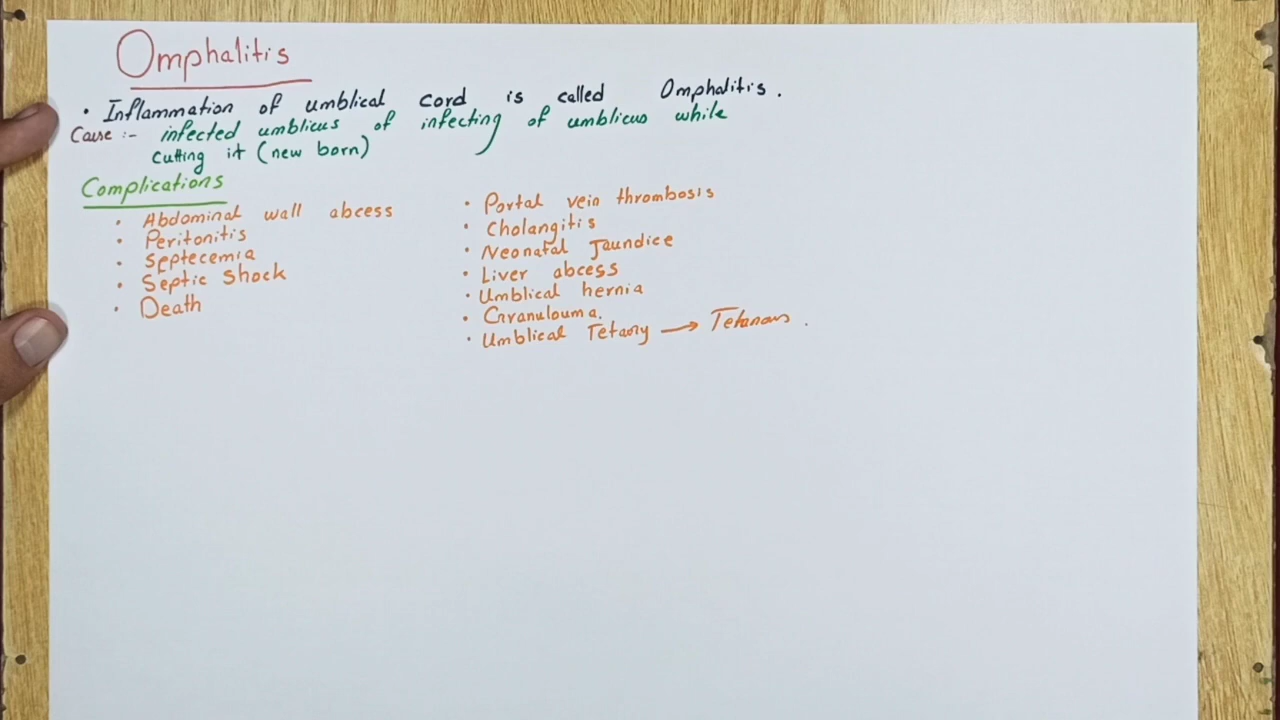 Omphalitis
• Inflammation of umblical cord is called Omphalitis.
Cause :- infected umblicus of infecting of umblicus while
cutting it (new born)
Complications
• Abdominal wall abcess
• Peritonitis
• Septecemia
• Septic Shock
• Death
• Portal vein thrombosis
• Cholangitis
• Neonatal Jaundice
• Liver abcess
• Umblical hernia
• Granulouma.
• Umblical Tetany → Tetanous.